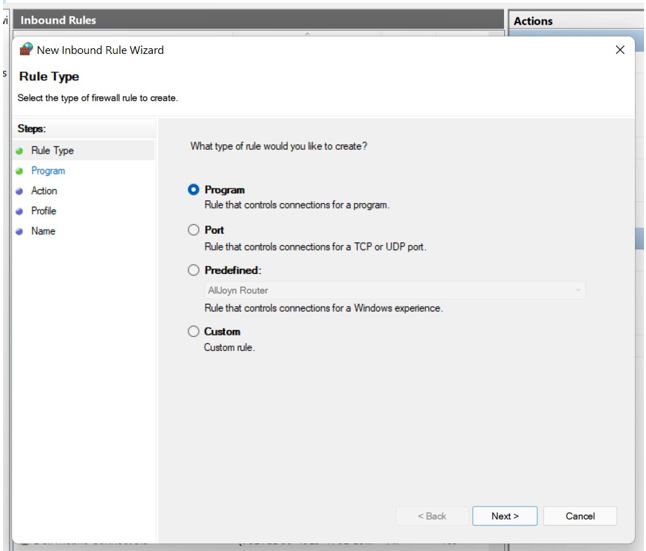 Inbound Rules
Actions
New Inbound Rule Wizard
Rule Type
Select the type of firewall rule to create.
Steps:
Rule Type
Program
Action
Profile
Name
What type of rule would you like to create?
Program
Rule that controls connections for a program.
Port
Rule that controls connections for a TCP or UDP port.
Predefined:
AllJoyn Router
Rule that controls connections for a Windows experience.
Custom
Custom rule.
< Back
Next >
Cancel